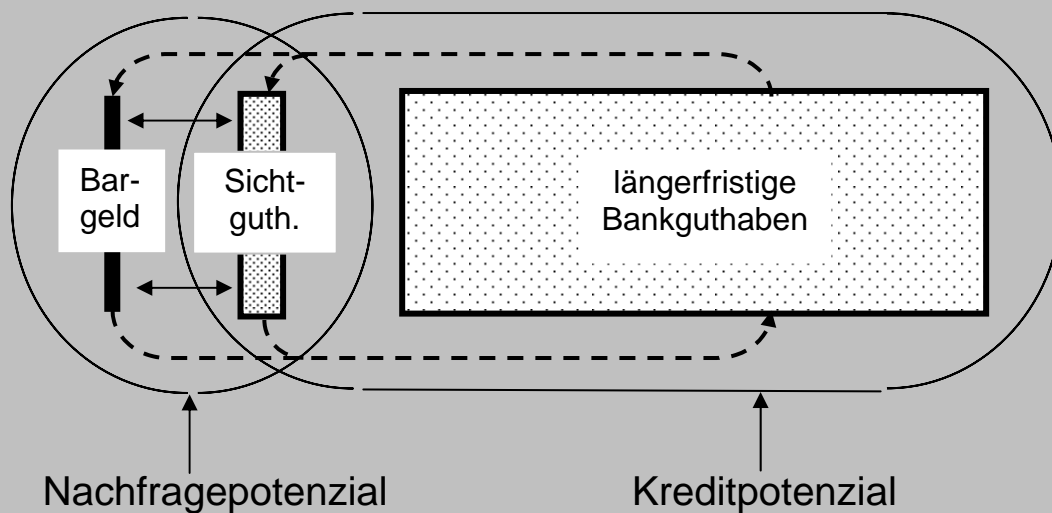 Bar-
geld
Sicht-
guth.
längerfristige
Bankguthaben
Nachfragepotenzial
Kreditpotenzial